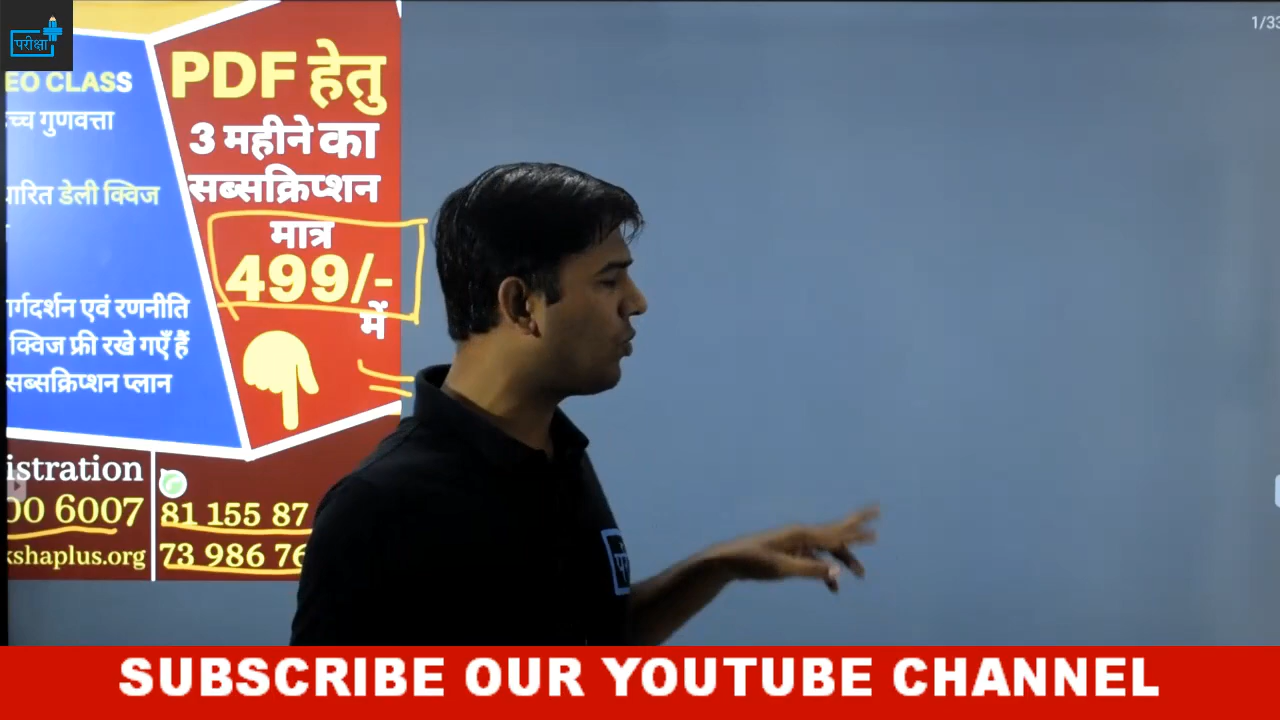 परीक्षा
1/33
EO CLASS
च्च गुणवत्ता
धारित डेली क्विज
र्गदर्शन एवं रणनीति
क्विज फ्री रखे गएँ हैं
सब्सक्रिप्शन प्लान
PDF हेतु
3 महीने का
सब्सक्रिप्शन
मात्र
499/-
में
istration
00 6007
kshaplus.org
81 155 87
73 986 76
SUBSCRIBE OUR YOUTUBE CHANNEL